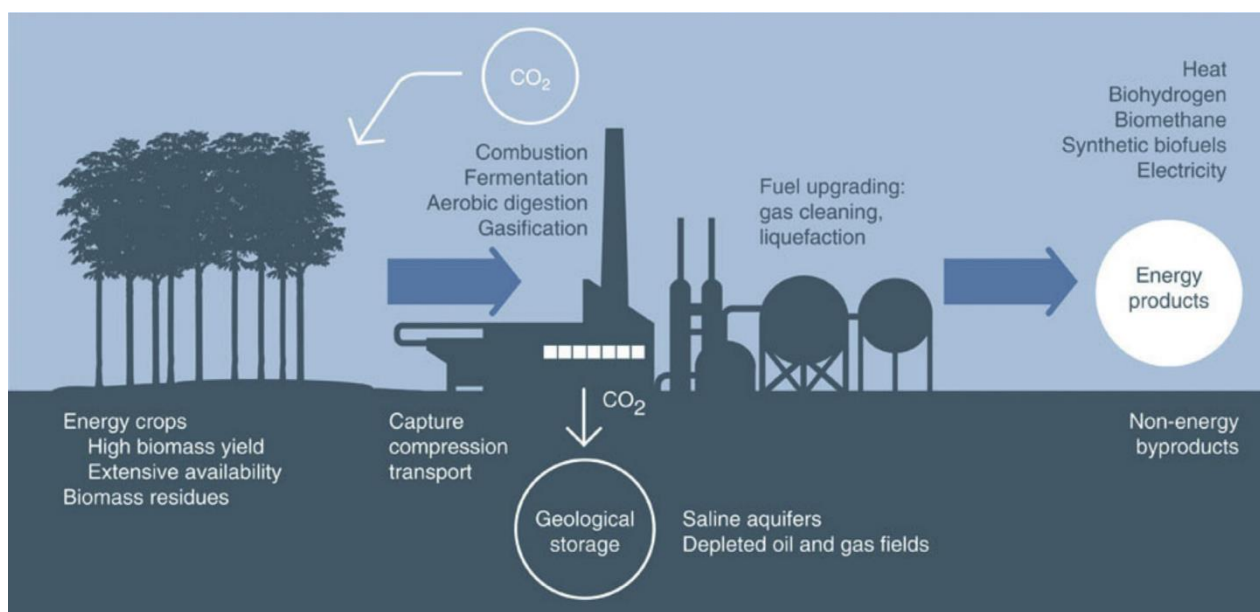 CO2
Heat
Biohydrogen
Biomethane
Synthetic biofuels
Electricity
Combustion
Fermentation
Aerobic digestion
Gasification
Fuel upgrading:
gas cleaning,
liquefaction
Energy
products
Energy crops
High biomass yield
Extensive availability
Biomass residues
Capture
compression
transport
CO2
Geological
storage
Saline aquifers
Depleted oil and gas fields
Non-energy
byproducts